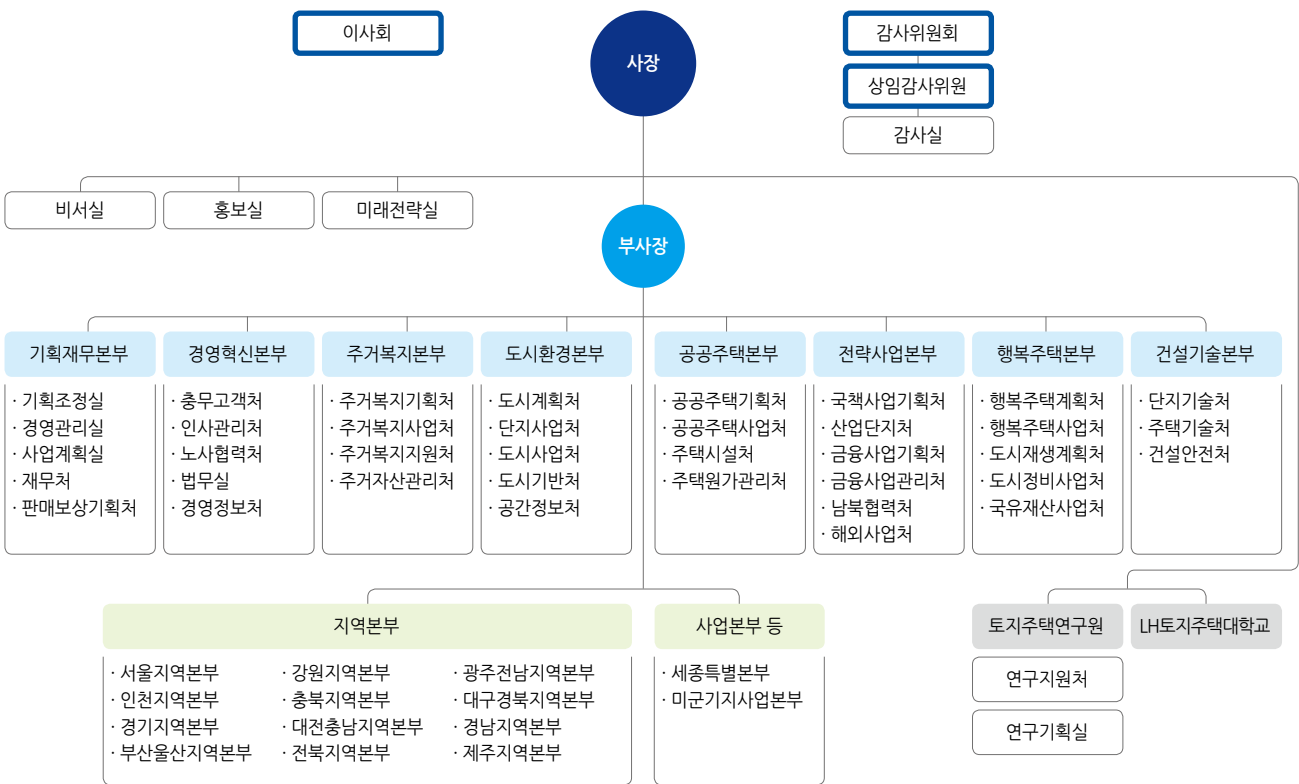 이사회
사장
감사위원회
상임감사위원
감사실
비서실
홍보실
미래전략실
부사장
기획재무본부
· 기획조정실
· 경영관리실
· 사업계획실
· 재무처
· 판매보상기획처
경영혁신본부
· 총무고객처
· 인사관리처
· 노사협력처
· 법무실
· 경영정보처
주거복지본부
· 주거복지기획처
· 주거복지사업처
· 주거복지지원처
· 주거자산관리처
도시환경본부
· 도시계획처
· 단지사업처
· 도시사업처
· 도시기반처
· 공간정보처
공공주택본부
· 공공주택기획처
· 공공주택사업처
· 주택시설처
· 주택원가관리처
전략사업본부
· 국책사업기획처
· 산업단지처
· 금융사업기획처
· 금융사업관리처
· 남북협력처
· 해외사업처
행복주택본부
· 행복주택계획처
· 행복주택사업처
· 도시재생계획처
· 도시정비사업처
· 국유재산사업처
건설기술본부
· 단지기술처
· 주택기술처
· 건설안전처
지역본부
· 서울지역본부
· 인천지역본부
· 경기지역본부
· 부산울산지역본부
· 강원지역본부
· 충북지역본부
· 대전충남지역본부
· 전북지역본부
· 광주전남지역본부
· 대구경북지역본부
· 경남지역본부
· 제주지역본부
사업본부 등
· 세종특별본부
· 미군기지사업본부
토지주택연구원
연구지원처
연구기획실
LH토지주택대학교